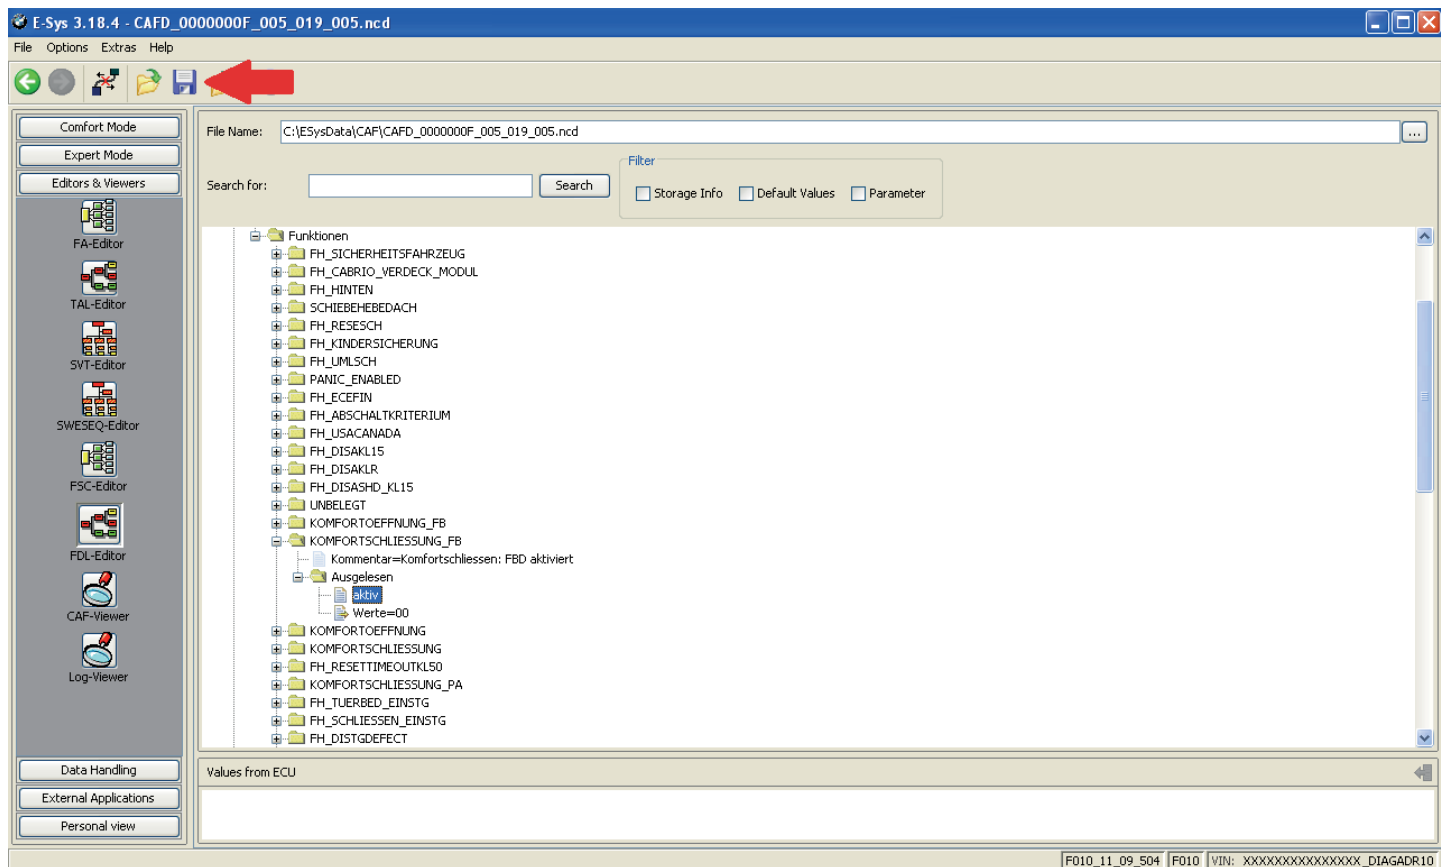 E-Sys 3.18.4 - CAFD_0000000F_005_019_005.ncd
File Options Extras Help
Comfort Mode
Expert Mode
Editors & Viewers
FA-Editor
TAL-Editor
SVT-Editor
SWESEQ-Editor
FSC-Editor
FDL-Editor
CAF-Viewer
Log-Viewer
Data Handling
External Applications
Personal view
File Name: C:\ESysData\CAF\CAFD_0000000F_005_019_005.ncd ...
Filter
Search for: Search Storage Info Default Values Parameter
Funktionen
FH_SICHERHEITSFAHRZEUG
FH_CABRIO_VERDECK_MODUL
FH_HINTEN
SCHIEBEHEBEDACH
FH_RESESCH
FH_KINDERSICHERUNG
FH_UMLSCH
PANIC_ENABLED
FH_ECEFIN
FH_ABSCHALTKRITERIUM
FH_USACANADA
FH_DISAKL15
FH_DISAKLR
FH_DISASHD_KL15
UNBELEGT
KOMFORTOEFFNUNG_FB
KOMFORTSCHLIESSUNG_FB
Kommentar=Komfortschliessen: FBD aktiviert
Ausgelesen
aktiv
Werte=00
KOMFORTOEFFNUNG
KOMFORTSCHLIESSUNG
FH_RESETTIMEOUTKL50
KOMFORTSCHLIESSUNG_PA
FH_TUERBED_EINSTG
FH_SCHLIESSEN_EINSTG
FH_DISTGDEFECT
Values from ECU
F010_11_09_504 F010 VIN: XXXXXXXXXXXXXXX_DIAGADR10